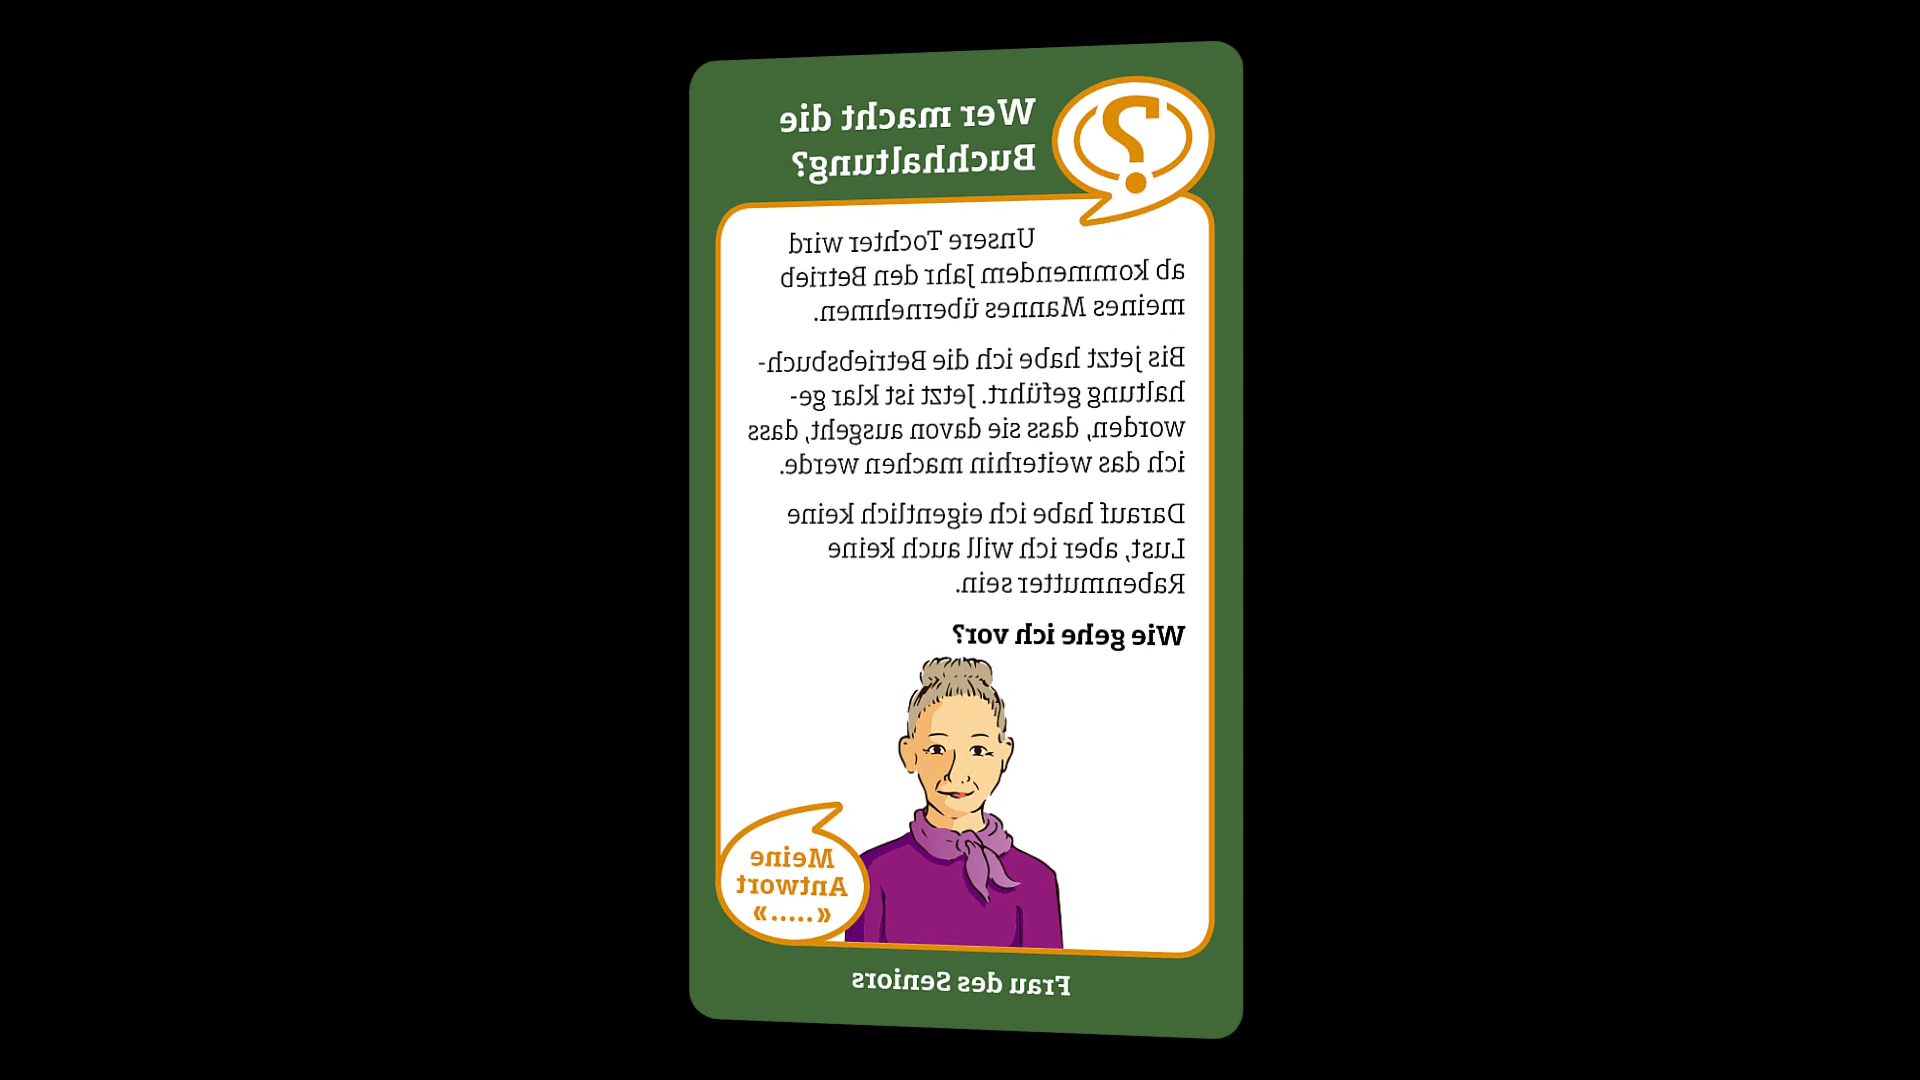 ?
Wer macht die
Buchhaltung?
Unsere Tochter wird
ab kommendem Jahr den Betrieb
meines Mannes übernehmen.
Bis jetzt habe ich die Betriebsbuch-
haltung geführt. Jetzt ist klar ge-
worden, dass sie davon ausgeht, dass
ich das weiterhin machen werde.
Darauf habe ich eigentlich keine
Lust, aber ich will auch keine
Rabenmutter sein.
Wie gehe ich vor?
Meine
Antwort
«.....»
Frau des Seniors